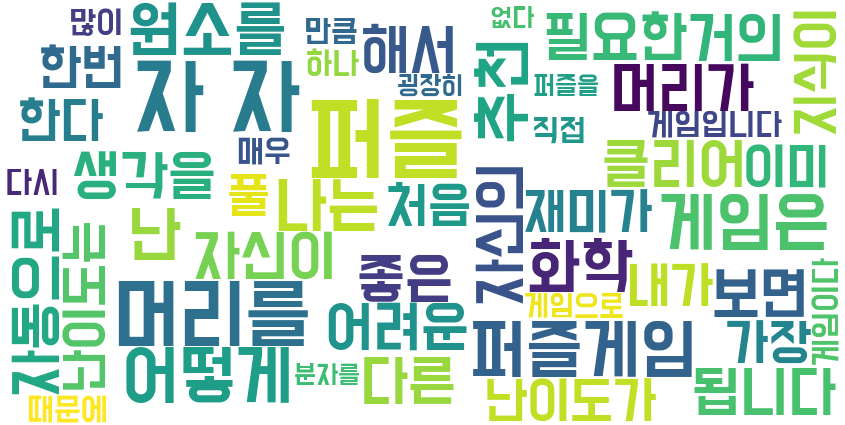 많이
원소를
만큼
해서
없다
필요한거의
지식이
한번
자 자
하나
굉장히
추천
퍼즐을
머리가
한다
퍼즐
직접
게임입니다
매우
다시
생각을
풀
나는
처음
클리어
이미
자신의
재미가
게임은
난
자신이
자동으로
난이도
좋은
화학
내가
보면
게임이다
머리를
어려운
게임으로
퍼즐게임
가장
어떻게
분자를
다른
난이도가
됩니다
때문에